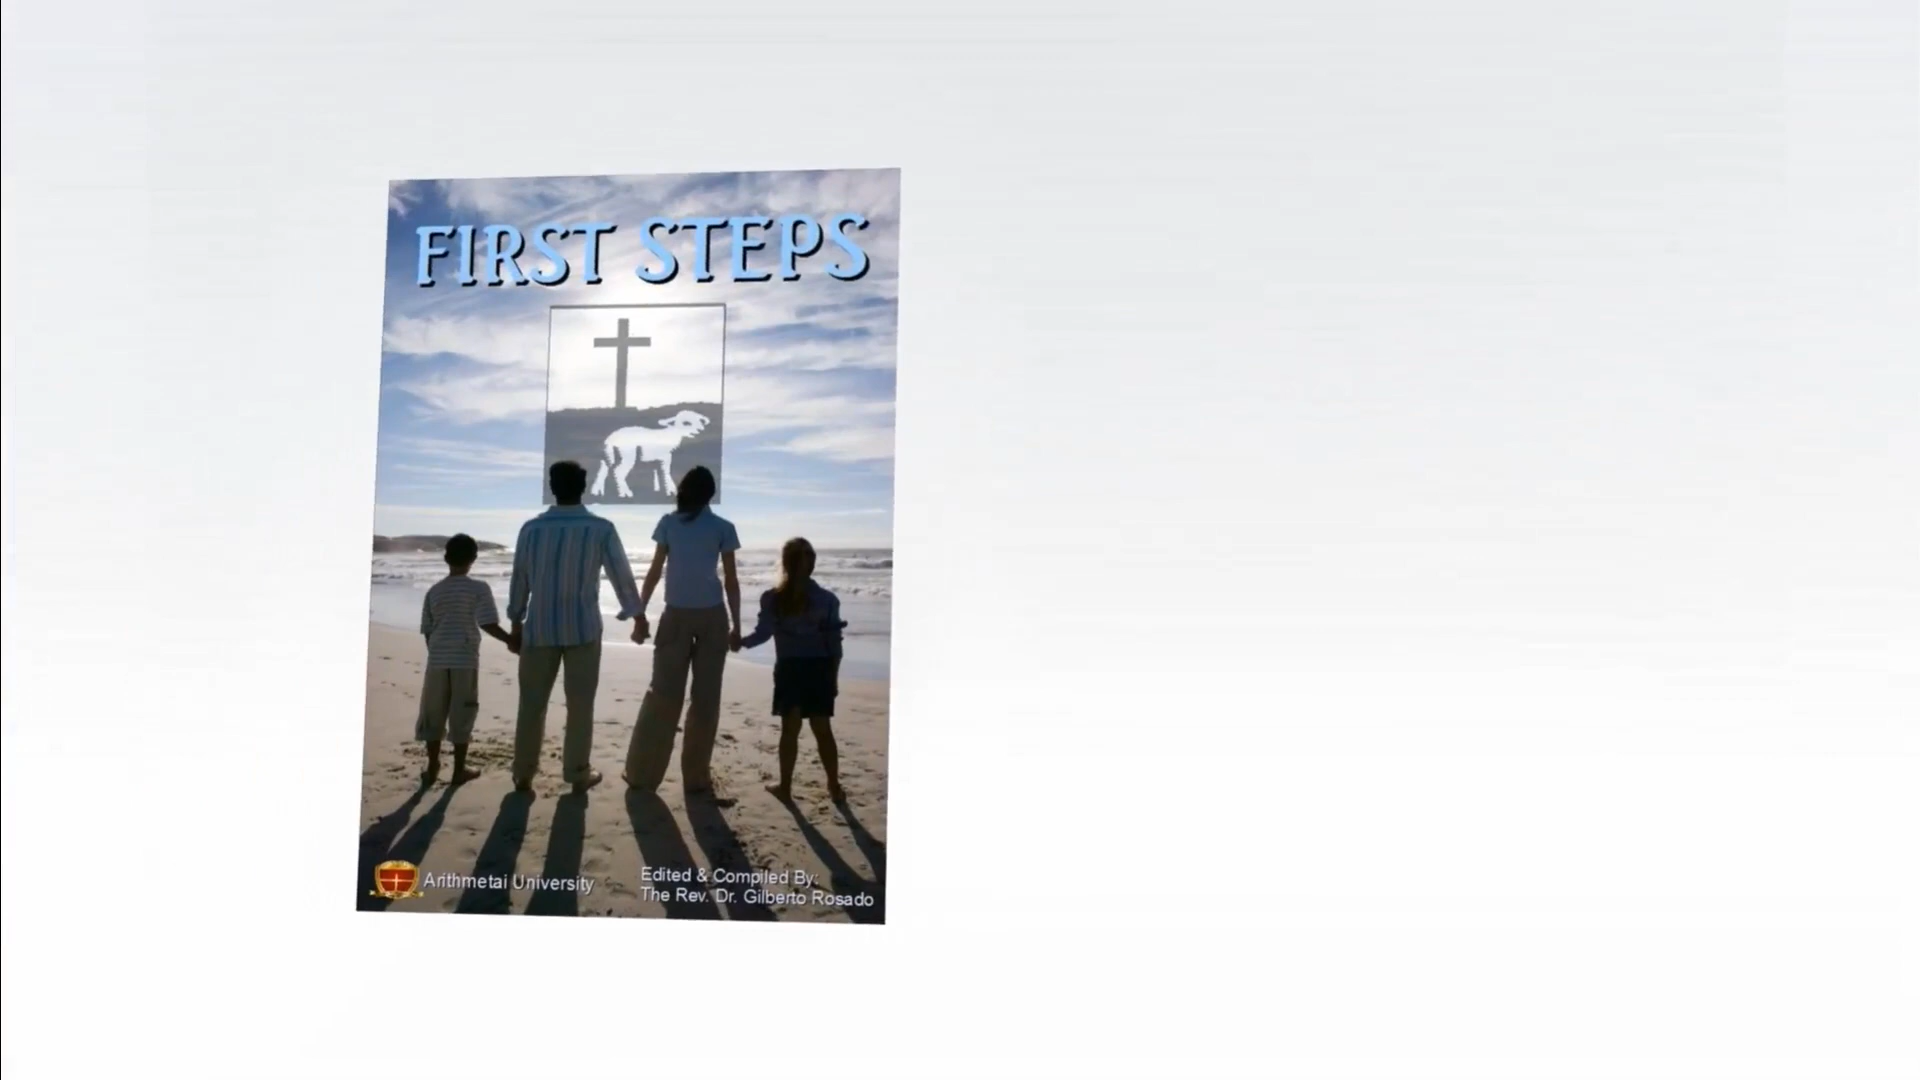 FIRST STEPS
Arithmetai University
Edited & Compiled By:
The Rev. Dr. Gilberto Rosado